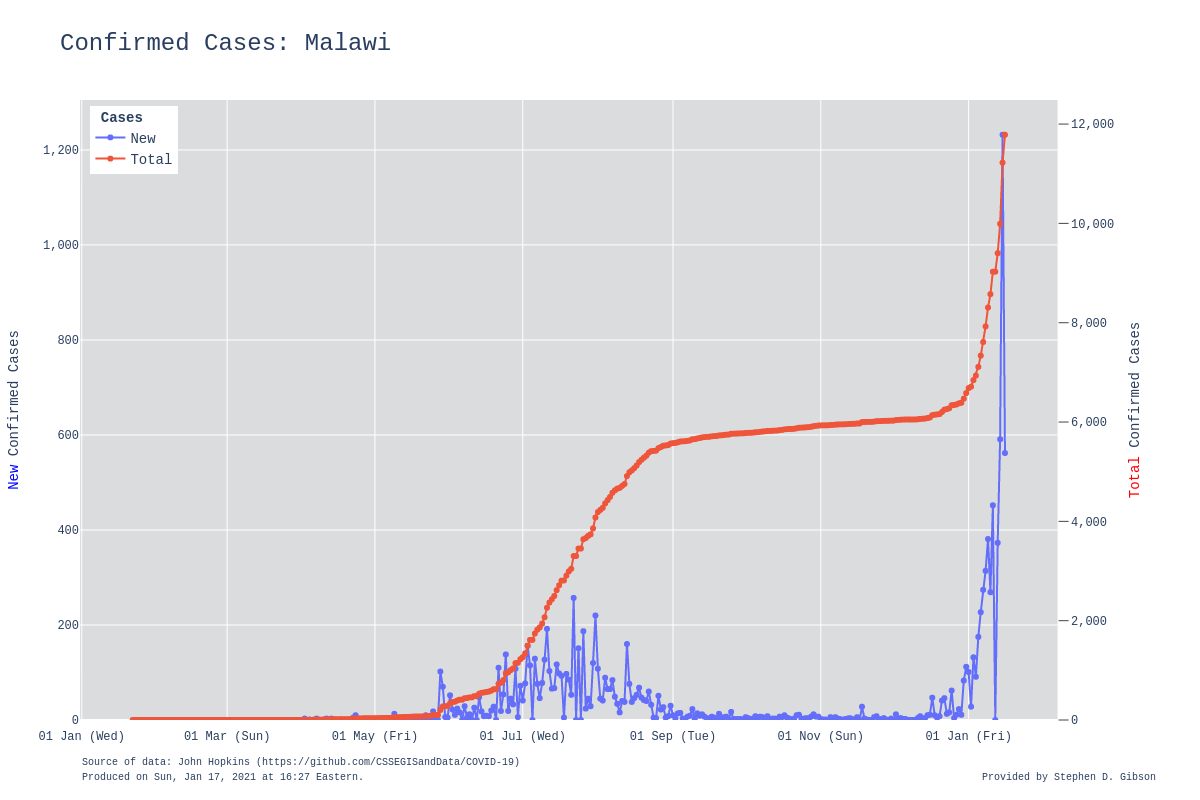 Confirmed Cases: Malawi
Cases
New
Total
1,200
1,000
800
600
400
200
0
12,000
10,000
8,000
6,000
4,000
2,000
0
New Confirmed Cases
Total Confirmed Cases
01 Jan (Wed) 01 Mar (Sun) 01 May (Fri) 01 Jul (Wed) 01 Sep (Tue) 01 Nov (Sun) 01 Jan (Fri)
Source of data: John Hopkins (https://github.com/CSSEGISandData/COVID-19)
Produced on Sun, Jan 17, 2021 at 16:27 Eastern.
Provided by Stephen D. Gibson